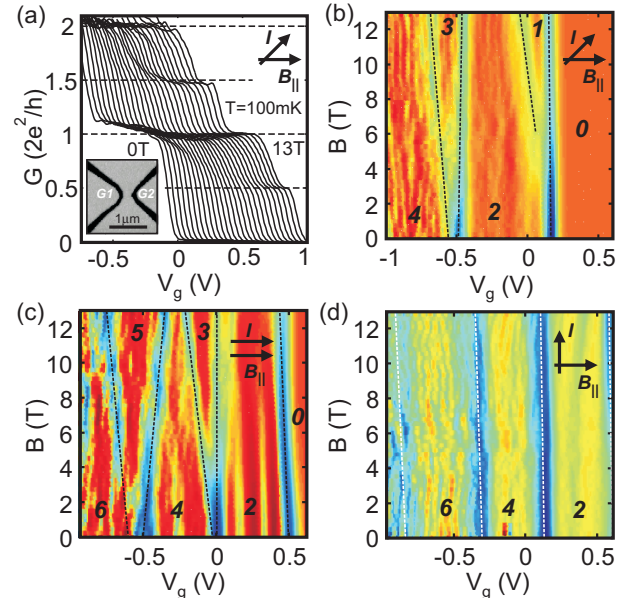 (a)
G (2e²/h)
2
1.5
1
0.5
0
I
B||
T=100mK
0T
13T
G1 G2
1μm
-0.5 0 0.5 1
V_g (V)
(b)
B (T)
12
10
8
6
4
2
0
3 1
I
B||
0
4 2
-1 -0.5 0 0.5
V_g (V)
(c)
B (T)
12
10
8
6
4
2
0
5 3
I
B||
0
6 4 2
-0.5 0 0.5
V_g (V)
(d)
B (T)
12
10
8
6
4
2
0
I
B||
6 4 2
-0.5 0 0.5
V_g (V)